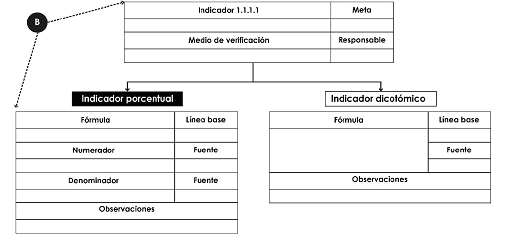 B
Indicador 1.1.1.1 Meta
Medio de verificación Responsable
Indicador porcentual Indicador dicotómico
Fórmula Línea base
Numerador Fuente
Denominador Fuente
Observaciones
Fórmula Línea base
Fuente
Observaciones